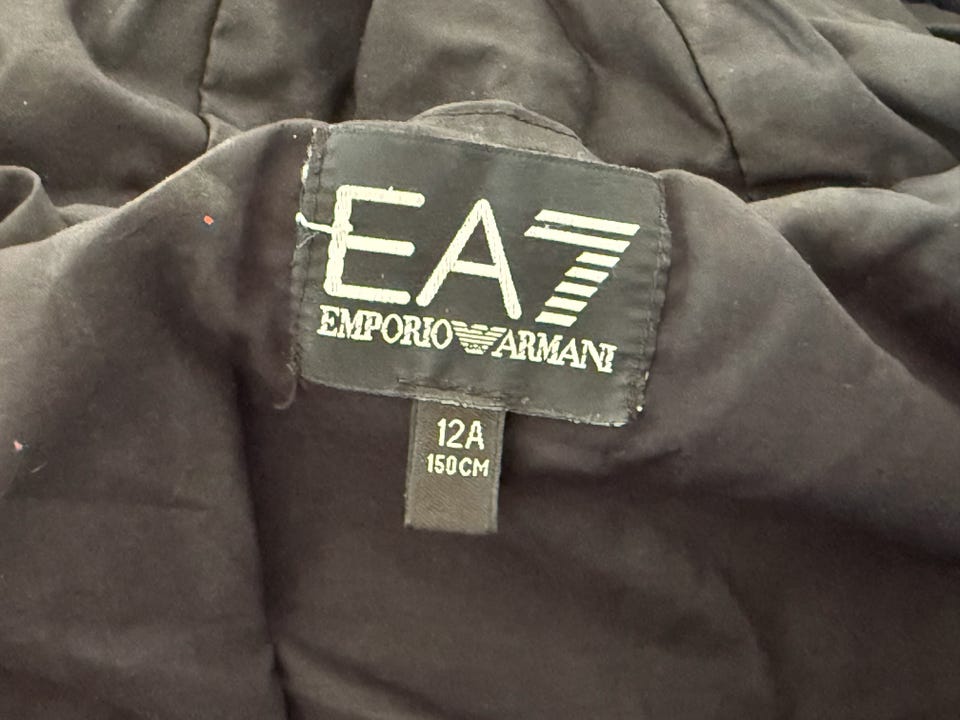 EA7
EMPORIO ARMANI
12A
150CM